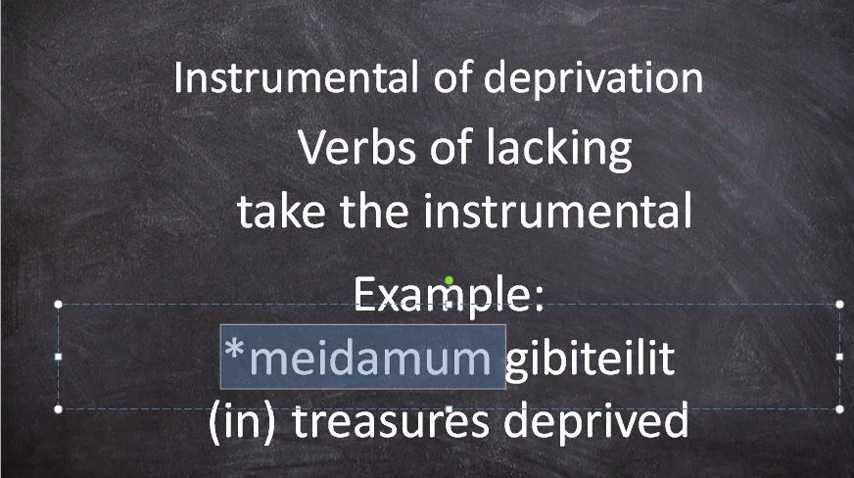 Instrumental of deprivation
Verbs of lacking
take the instrumental
Example:
*meidamum gibiteilit
(in) treasures deprived